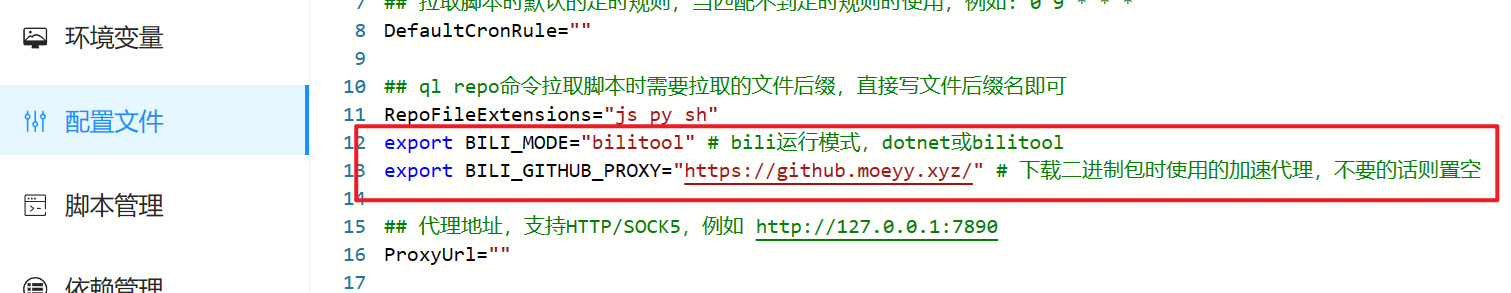 环境变量
配置文件
脚本管理
依赖管理
7 ## 拉取脚本时默认的定时规则，当匹配不到定时规则时使用，例如: 0 9 * * *
8 DefaultCronRule=""
9
10 ## ql repo命令拉取脚本时需要拉取的文件后缀，直接写文件后缀名即可
11 RepoFileExtensions="js py sh"
12 export BILI_MODE="bilitool" # bili运行模式，dotnet或bilitool
13 export BILI_GITHUB_PROXY="https://github.moeyy.xyz/" # 下载二进制包时使用的加速代理，不要的话则置空
14
15 ## 代理地址，支持HTTP/SOCK5，例如 http://127.0.0.1:7890
16 ProxyUrl=""
17